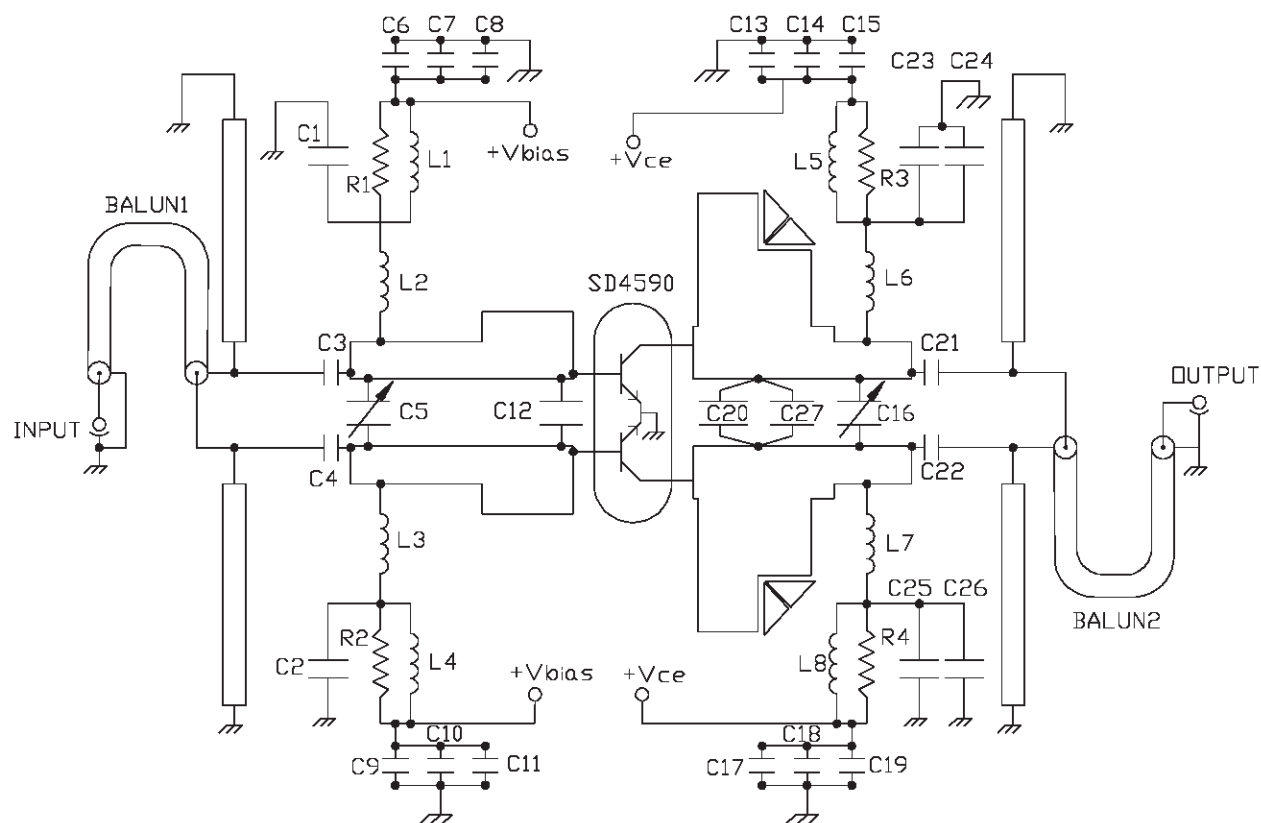 C6 C7 C8
C13 C14 C15
C23 C24
C1
R1
L1
+Vbias
+Vce
L5
R3
BALUN1
L2
SD4590
L6
C3
C21
OUTPUT
INPUT
C5
C12
C20
C27
C16
C4
C22
L3
L7
C25 C26
R2
R4
BALUN2
C2
L4
+Vbias
+Vce
L8
C10
C18
C9
C11
C17
C19